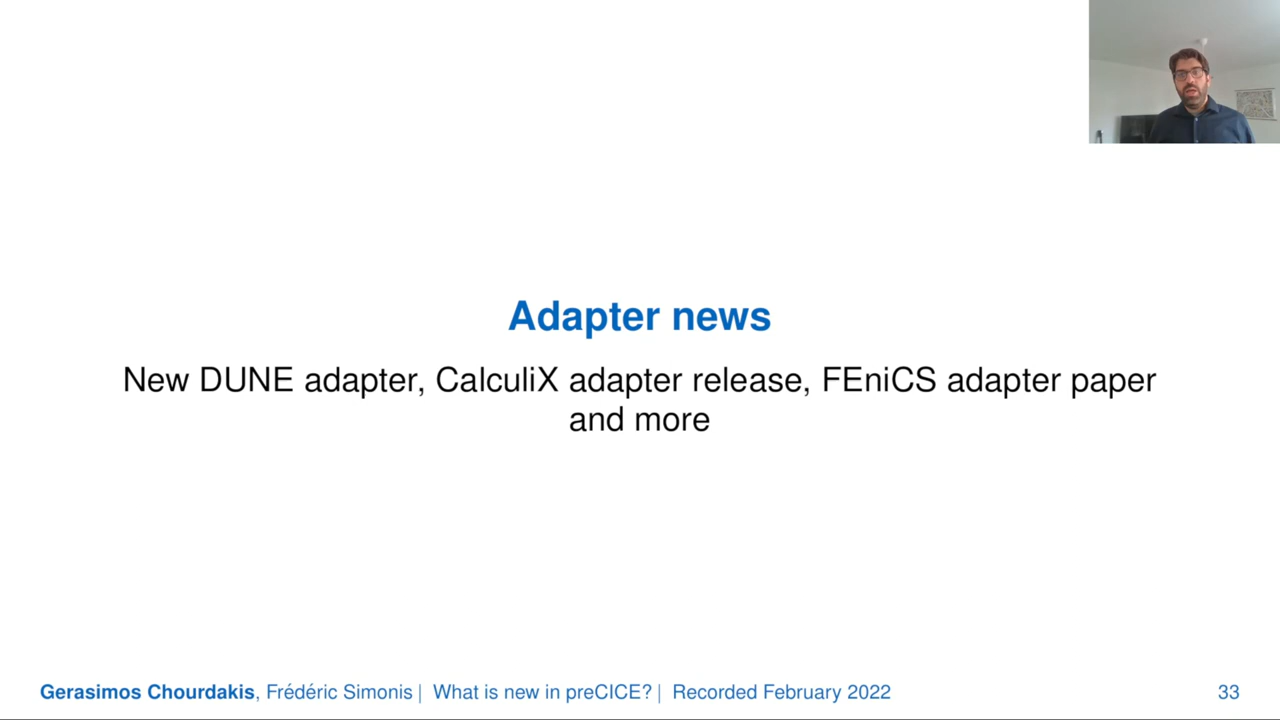 Adapter news
New DUNE adapter, CalculiX adapter release, FEniCS adapter paper
and more
Gerasimos Chourdakis, Frédéric Simonis | What is new in preCICE? | Recorded February 2022 33